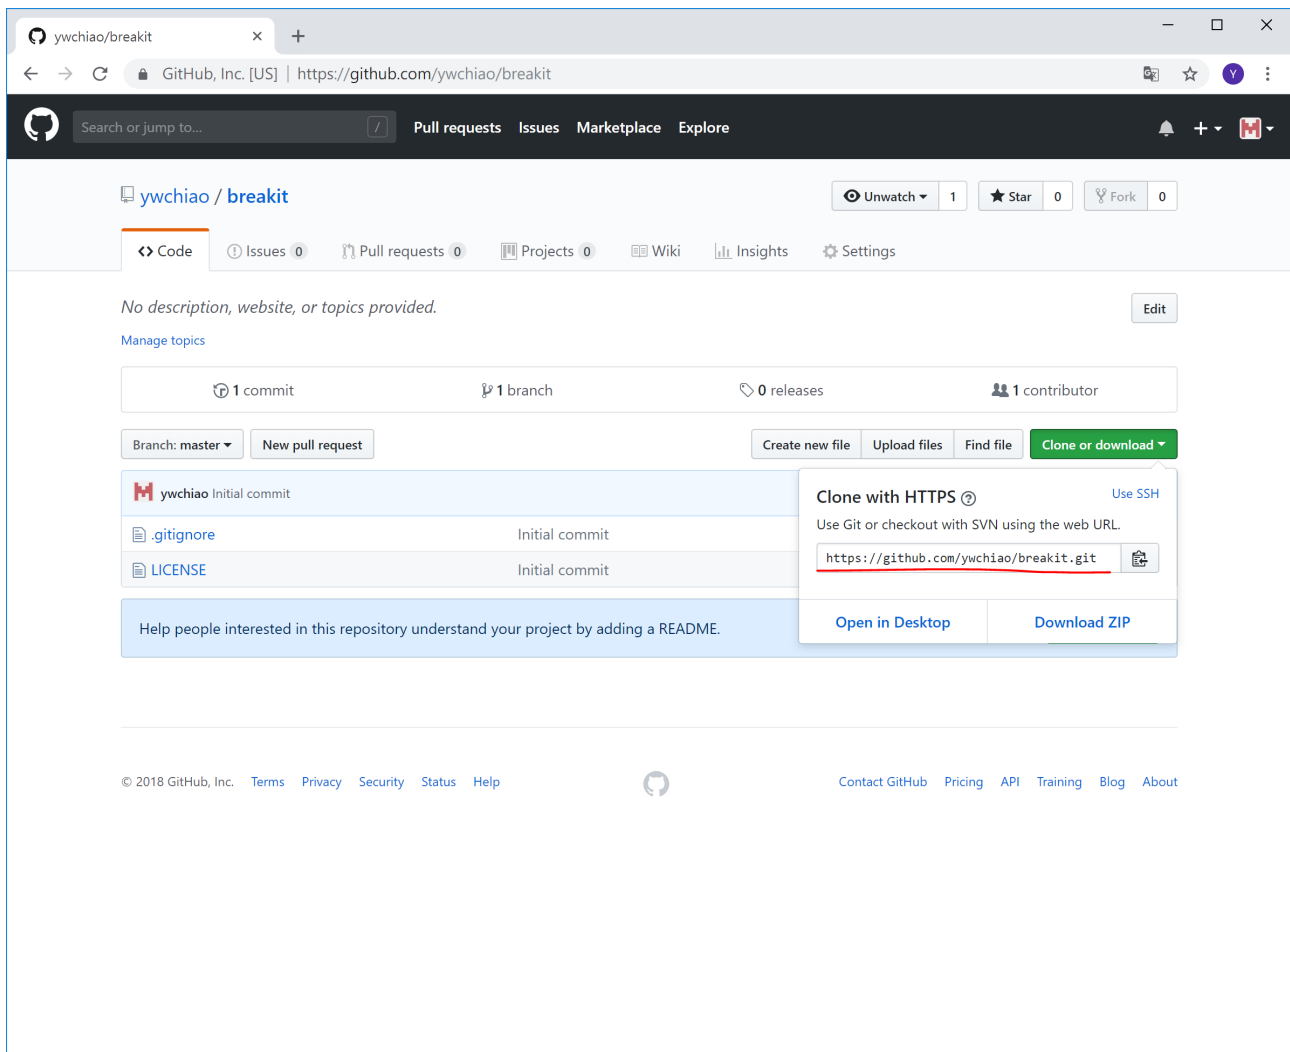 ywchiao/breakit
GitHub, Inc. [US] | https://github.com/ywchiao/breakit
Y
Search or jump to... /
Pull requests Issues Marketplace Explore
ywchiao / breakit
Unwatch 1 Star 0 Fork 0
Code Issues 0 Pull requests 0 Projects 0 Wiki Insights Settings
No description, website, or topics provided.
Edit
Manage topics
1 commit 1 branch 0 releases 1 contributor
Branch: master New pull request Create new file Upload files Find file Clone or download
ywchiao Initial commit
.gitignore Initial commit
LICENSE Initial commit
Help people interested in this repository understand your project by adding a README.
Clone with HTTPS Use SSH
Use Git or checkout with SVN using the web URL.
https://github.com/ywchiao/breakit.git
Open in Desktop Download ZIP
© 2018 GitHub, Inc. Terms Privacy Security Status Help Contact GitHub Pricing API Training Blog About